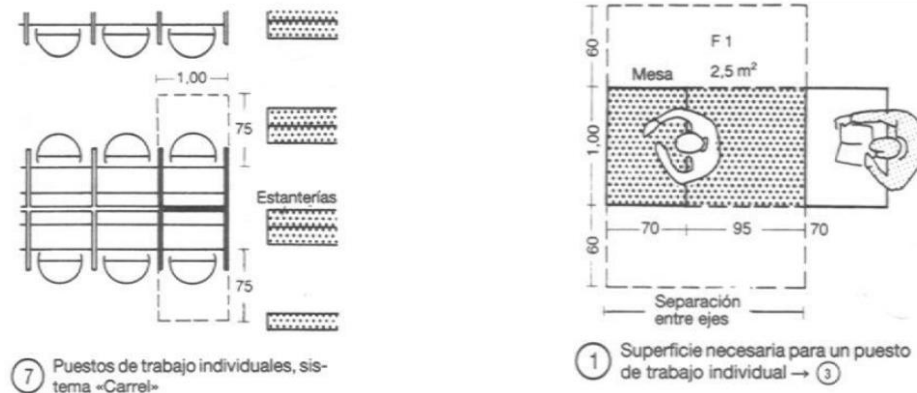 1,00
75
Estanterías
75
7 Puestos de trabajo individuales, sis-
tema «Carrel»
60
F 1
Mesa 2,5 m²
1,00
70 95 70
60
Separación
entre ejes
1 Superficie necesaria para un puesto
de trabajo individual → 3